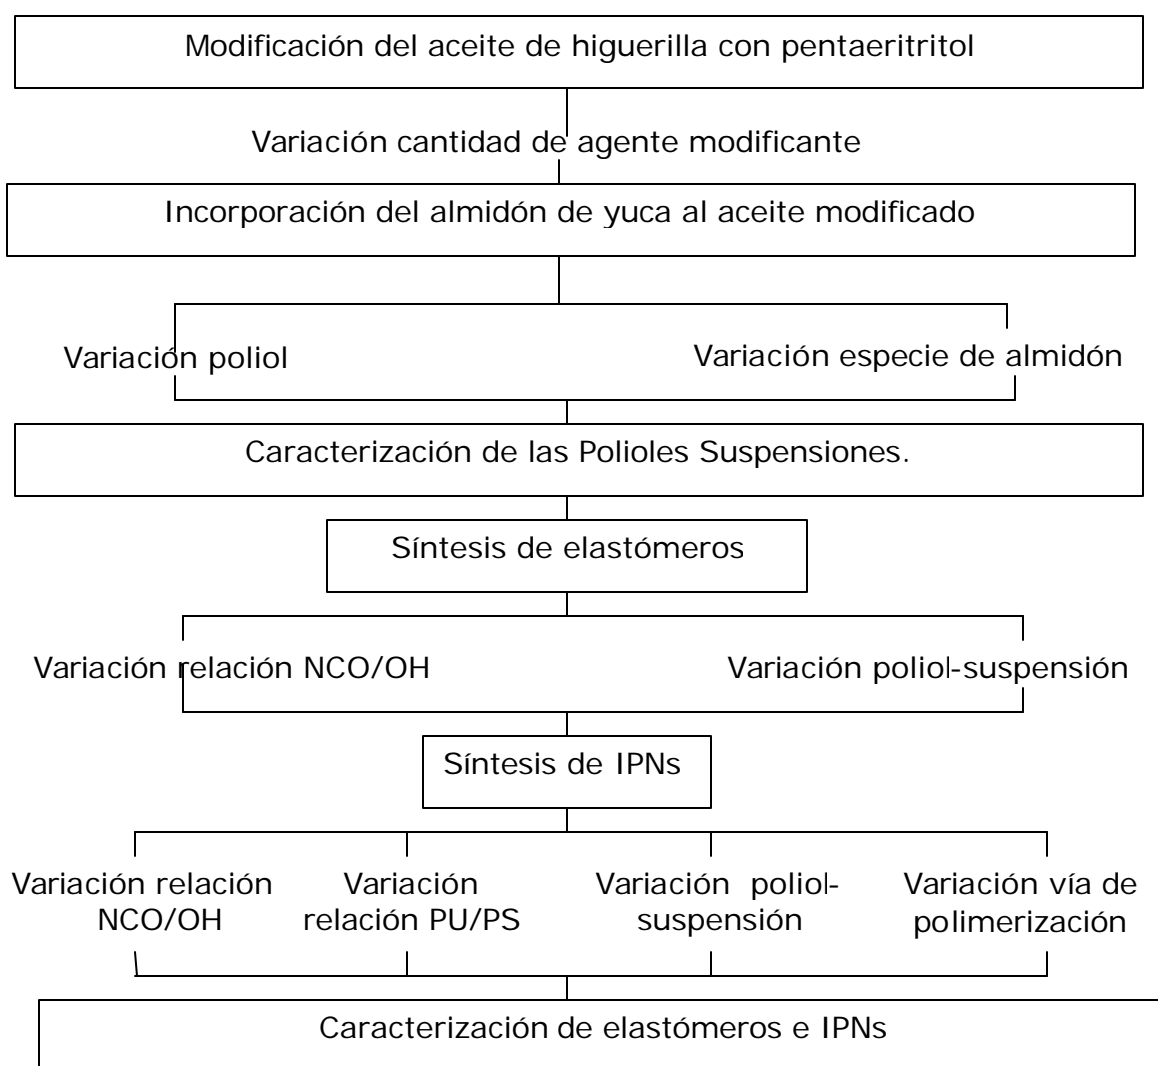 Modificación del aceite de higuerilla con pentaeritritol
Variación cantidad de agente modificante
Incorporación del almidón de yuca al aceite modificado
Variación poliol
Variación especie de almidón
Caracterización de las Polioles Suspensiones.
Síntesis de elastómeros
Variación relación NCO/OH
Variación poliol-suspensión
Síntesis de IPNs
Variación relación
NCO/OH
Variación
relación PU/PS
Variación poliol-
suspensión
Variación vía de
polimerización
Caracterización de elastómeros e IPNs